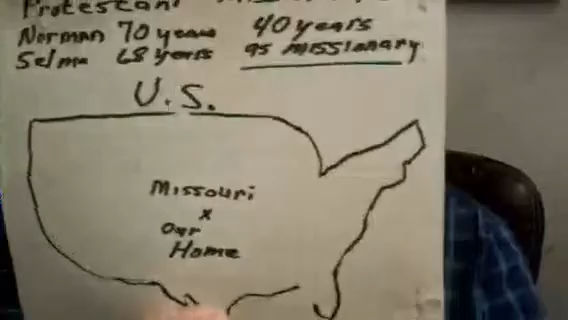 Protestant
Norman 70 years 40 years
Selma 68 years as missionary
U.S.
Missouri
x
Our
Home